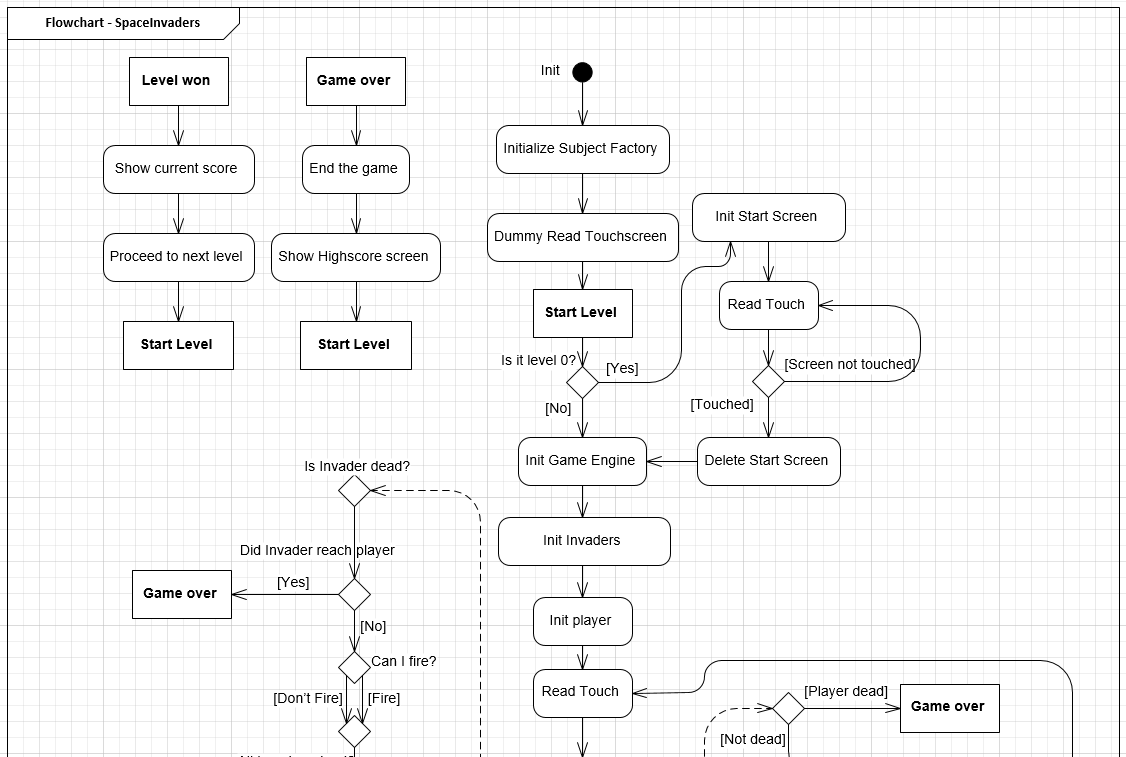 Flowchart - SpaceInvaders
Level won
Game over
Init
Show current score
End the game
Initialize Subject Factory
Proceed to next level
Show Highscore screen
Dummy Read Touchscreen
Init Start Screen
Start Level
Start Level
Start Level
Read Touch
Is it level 0?
[Yes]
[Screen not touched]
[No]
[Touched]
Init Game Engine
Delete Start Screen
Is Invader dead?
Init Invaders
Did Invader reach player
Game over
[Yes]
[No]
Init player
Can I fire?
[Don't Fire]
[Fire]
Read Touch
[Player dead]
Game over
[Not dead]